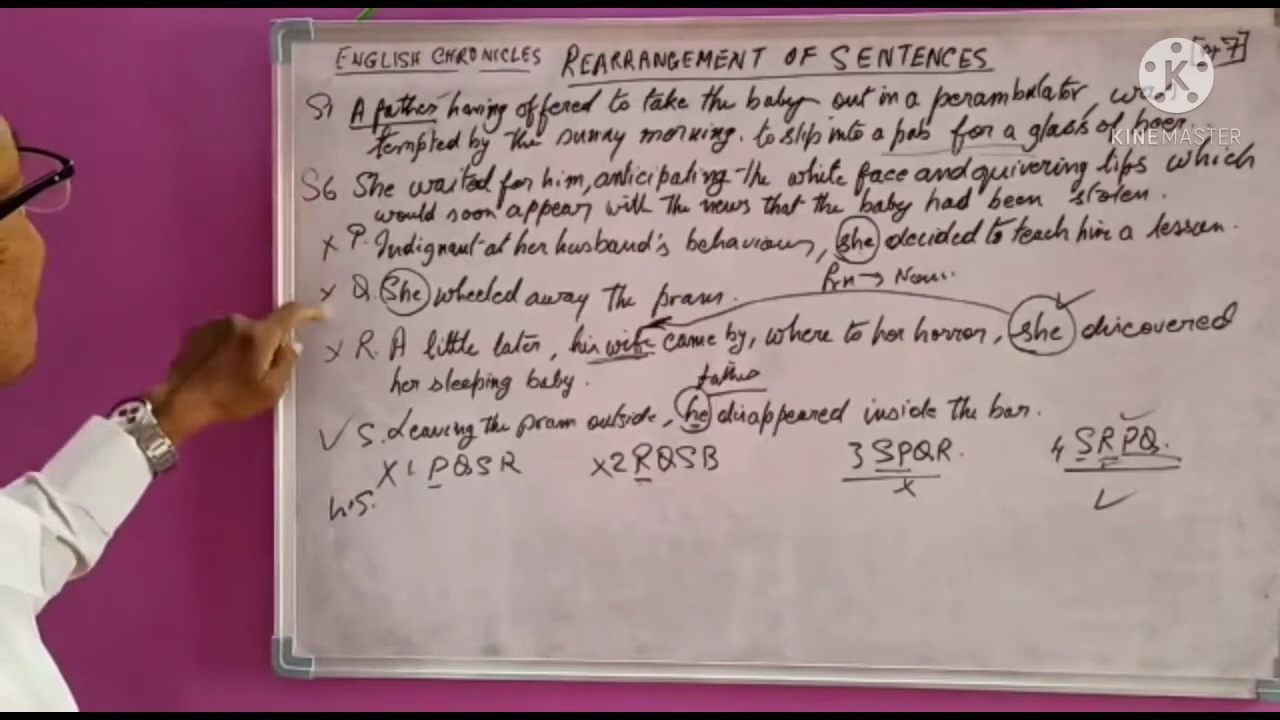 ENGLISH CHRONICLES REARRANGEMENT OF SENTENCES
KINEMASTER
S1 A father having offered to take the baby out in a perambulator, was
tempted by the sunny morning. to slip into a pub for a glass of beer.
S6 She waited for him, anticipating the white face and quivering lips which
would soon appear with the news that the baby had been stolen.
X P. Indignant at her husband's behaviour, she decided to teach him a lesson.
Prn → Noun
X Q. She wheeled away the pram.
X R. A little later, his wife came by, where to her horror, she discovered
her sleeping baby.
father
✓ S. Leaving the pram outside, he disappeared inside the bar.
X 1 PQSR X2 RQSB 3 SPQR. 4 SRPQ. ✓
X ✓